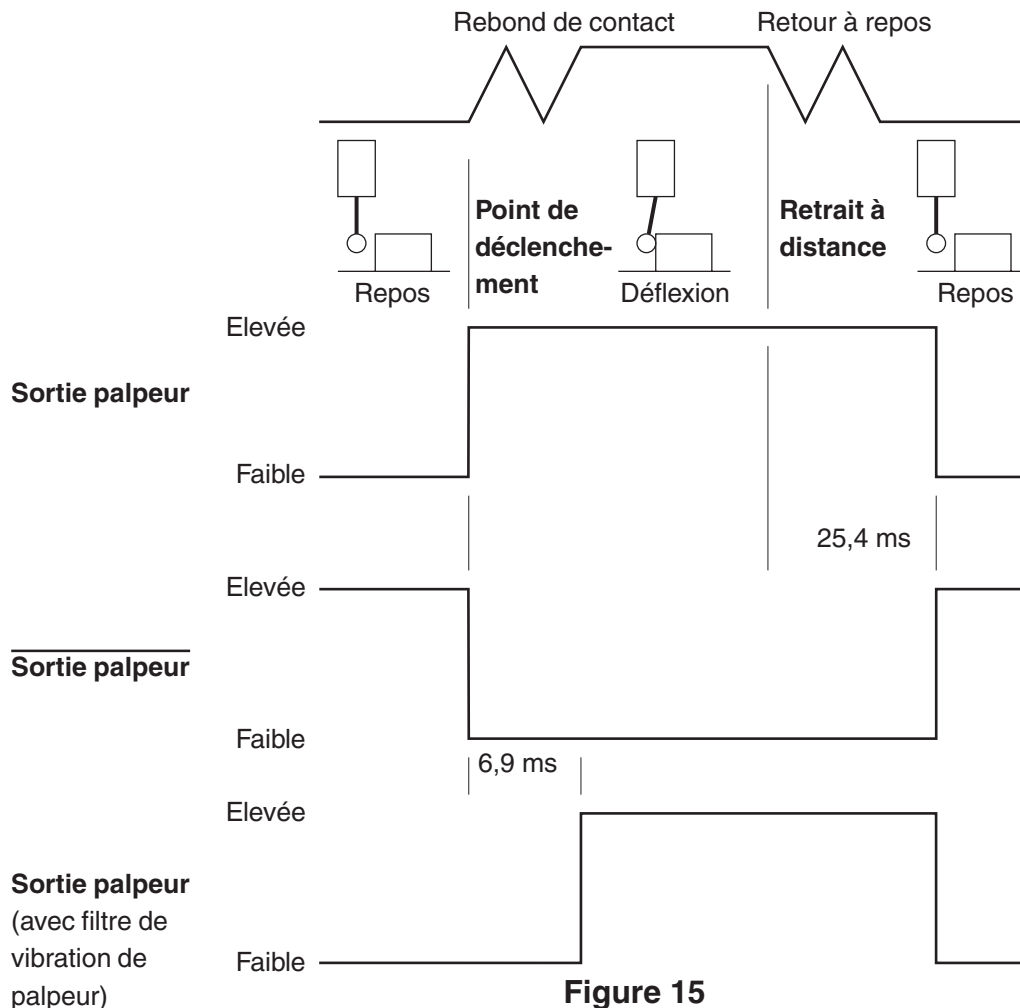 Rebond de contact
Retour à repos
Point de
déclenche-
ment
Retrait à
distance
Repos
Déflexion
Repos
Elevée
Sortie palpeur
Faible
25,4 ms
Elevée
Sortie palpeur
Faible
6,9 ms
Elevée
Sortie palpeur
(avec filtre de
vibration de
palpeur)
Faible
Figure 15